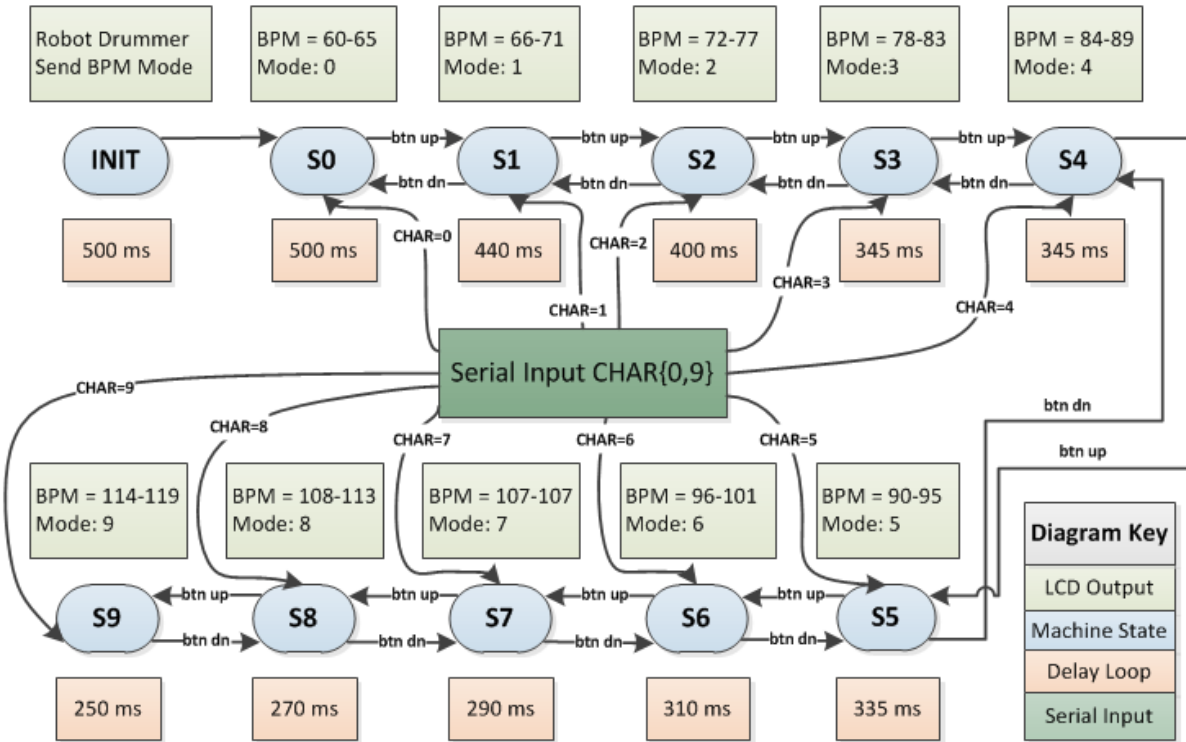 Robot Drummer
Send BPM Mode
BPM = 60-65
Mode: 0
BPM = 66-71
Mode: 1
BPM = 72-77
Mode: 2
BPM = 78-83
Mode:3
BPM = 84-89
Mode: 4
INIT
S0
btn up
S1
btn up
S2
btn up
S3
btn up
S4
btn dn
btn dn
btn dn
btn dn
500 ms
500 ms
440 ms
400 ms
345 ms
345 ms
CHAR=0
CHAR=2
CHAR=3
CHAR=1
CHAR=4
Serial Input CHAR{0,9}
CHAR=9
btn dn
CHAR=8
CHAR=7
CHAR=6
CHAR=5
btn up
BPM = 114-119
Mode: 9
BPM = 108-113
Mode: 8
BPM = 107-107
Mode: 7
BPM = 96-101
Mode: 6
BPM = 90-95
Mode: 5
Diagram Key
LCD Output
Machine State
Delay Loop
Serial Input
S9
btn up
S8
btn up
S7
btn up
S6
btn up
S5
btn dn
btn dn
btn dn
btn dn
250 ms
270 ms
290 ms
310 ms
335 ms